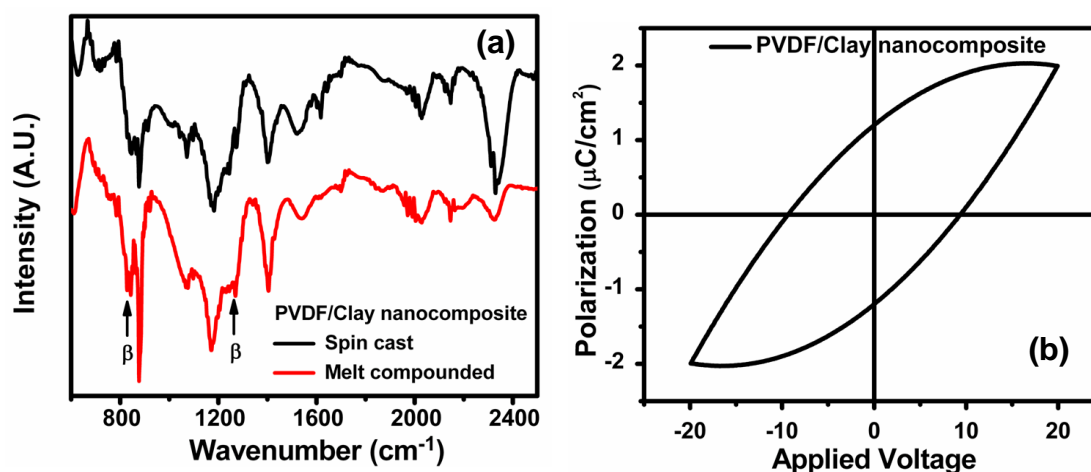 (a)
Intensity (A.U.)
β
β
PVDF/Clay nanocomposite
Spin cast
Melt compounded
800 1200 1600 2000 2400
Wavenumber (cm-1)
PVDF/Clay nanocomposite
Polarization (μC/cm2)
2
1
0
-1
-2
(b)
-20 -10 0 10 20
Applied Voltage